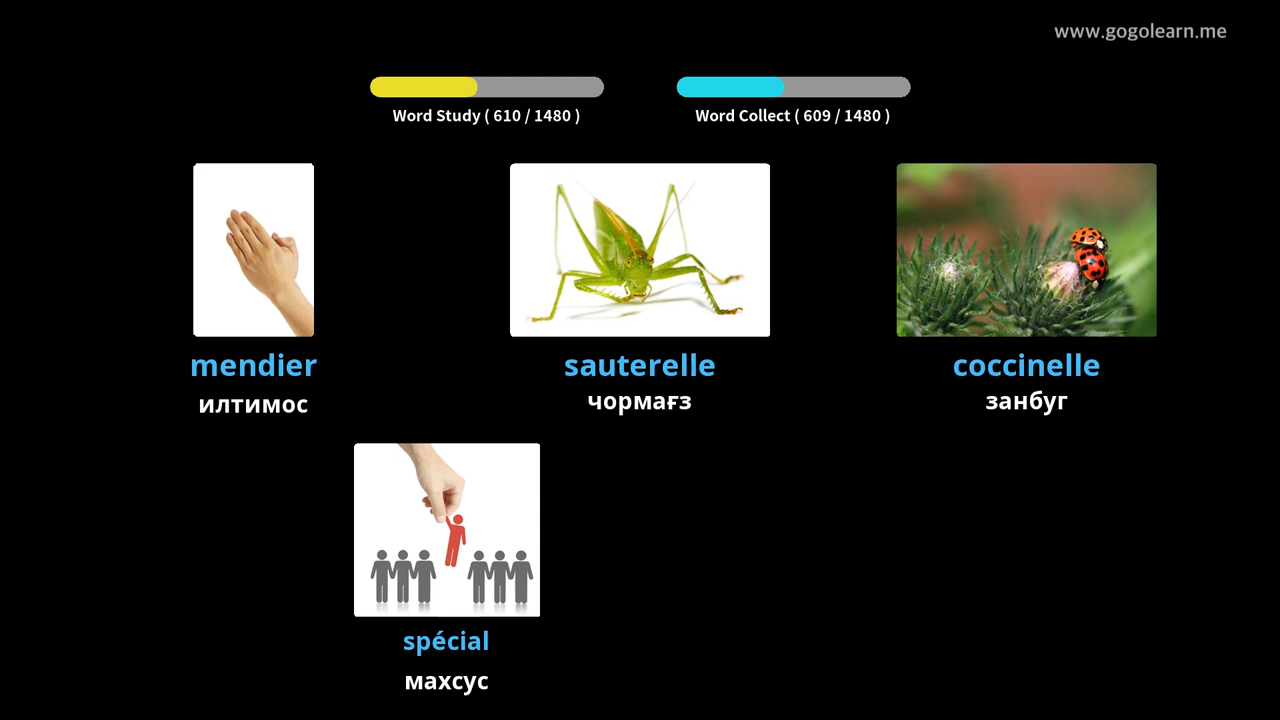 www.gogolearn.me
Word Study ( 610 / 1480 )
Word Collect ( 609 / 1480 )
mendier
илтимос
sauterelle
чормағз
coccinelle
занбуг
spécial
махсус